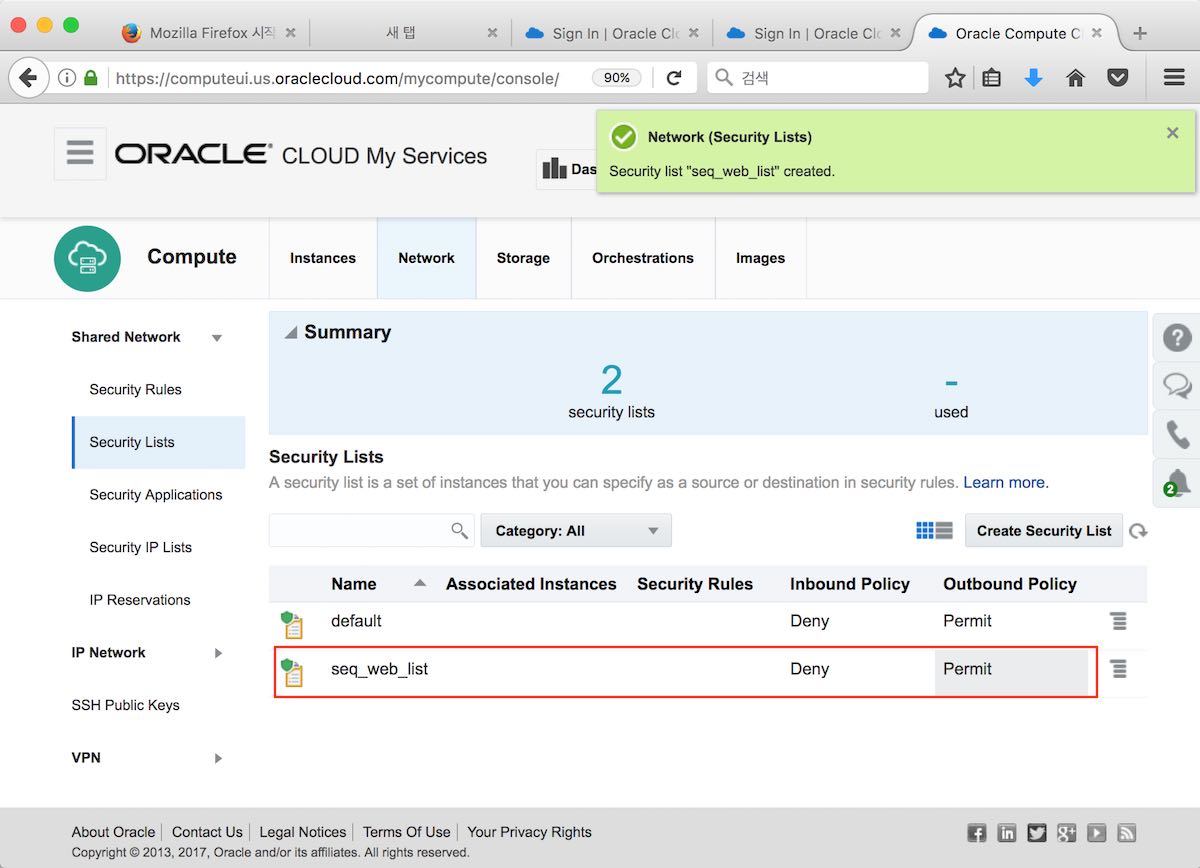 Mozilla Firefox 시작
새 탭
Sign In | Oracle Clo
Sign In | Oracle Clo
Oracle Compute C
https://computeui.us.oraclecloud.com/mycompute/console/
90%
검색
ORACLE® CLOUD My Services
Das
Network (Security Lists)
Security list "seq_web_list" created.
Compute
Instances
Network
Storage
Orchestrations
Images
Shared Network
Security Rules
Security Lists
Security Applications
Security IP Lists
IP Reservations
IP Network
SSH Public Keys
VPN
Summary
2
security lists
-
used
Security Lists
A security list is a set of instances that you can specify as a source or destination in security rules. Learn more.
Category: All
Create Security List
Name Associated Instances Security Rules Inbound Policy Outbound Policy
default Deny Permit
seq_web_list Deny Permit
?
2
About Oracle | Contact Us | Legal Notices | Terms Of Use | Your Privacy Rights
Copyright © 2013, 2017, Oracle and/or its affiliates. All rights reserved.